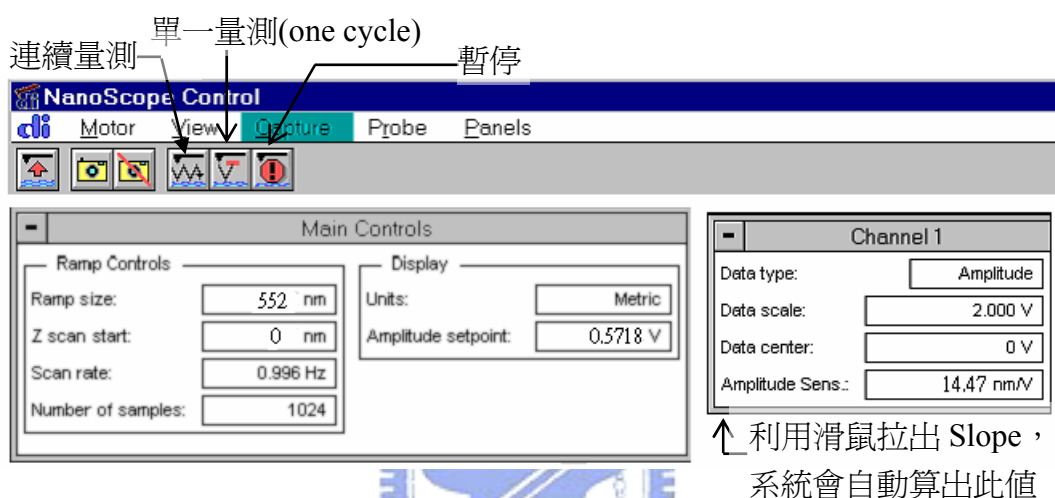 單一量測(one cycle)
連續量測
暫停
NanoScope Control
di Motor View Capture Probe Panels
Main Controls
Ramp Controls
Ramp size: 552 nm
Z scan start: 0 nm
Scan rate: 0.996 Hz
Number of samples: 1024
Display
Units: Metric
Amplitude setpoint: 0.5718 V
Channel 1
Data type: Amplitude
Data scale: 2.000 V
Data center: 0 V
Amplitude Sens.: 14.47 nm/V
利用滑鼠拉出 Slope，
系統會自動算出此值